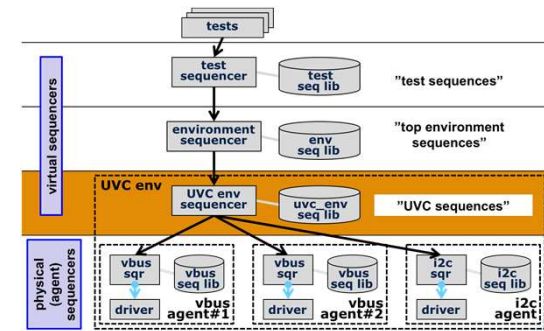 tests
test
sequencer
test
seq lib
"test sequences"
virtual sequencers
environment
sequencer
env
seq lib
"top environment
sequences"
UVC env
UVC env
sequencer
uvc_env
seq lib
"UVC sequences"
physical
(agent)
sequencers
vbus
sqr
vbus
seq lib
driver
vbus
agent#1
vbus
sqr
vbus
seq lib
driver
vbus
agent#2
i2c
sqr
i2c
seq lib
driver
i2c
agent